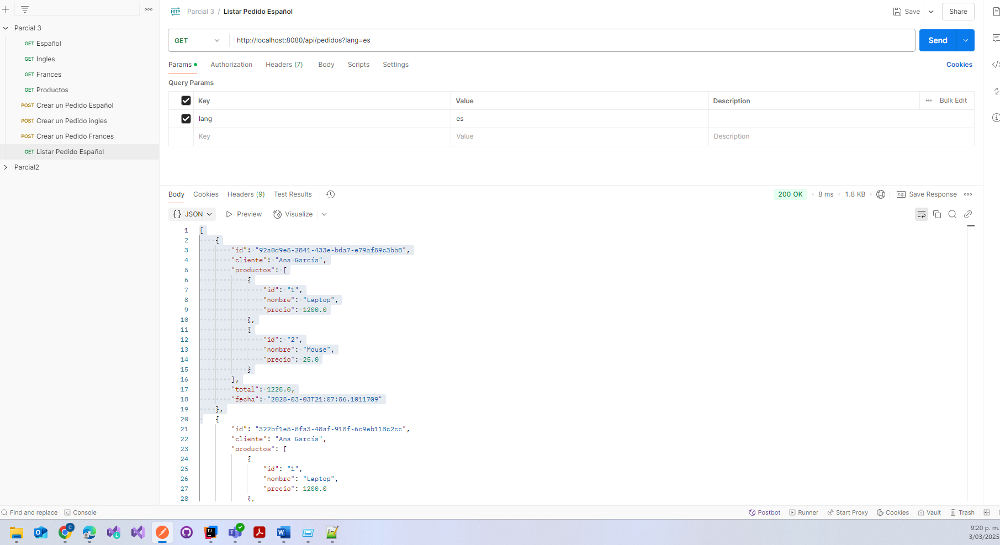 Parcial 3 / Listar Pedido Español
Save
Share
Parcial 3
GET Español
GET Ingles
GET Frances
GET Productos
POST Crear un Pedido Español
POST Crear un Pedido ingles
POST Crear un Pedido Frances
GET Listar Pedido Español
Parcial2
GET http://localhost:8080/api/pedidos?lang=es Send
Params Authorization Headers (7) Body Scripts Settings Cookies
Query Params
Key Value Description Bulk Edit
lang es
Key Value Description
Body Cookies Headers (9) Test Results 200 OK 8 ms 1.8 KB e.g. Save Response
{} JSON Preview Visualize
1 [
2 {
3 "id": "92a0d9e5-2841-433e-bda7-e79af59c3bb8",
4 "cliente": "Ana García",
5 "productos": [
6 {
7 "id": "1",
8 "nombre": "Laptop",
9 "precio": 1200.0
10 },
11 {
12 "id": "2",
13 "nombre": "Mouse",
14 "precio": 25.0
15 }
16 ],
17 "total": 1225.0,
18 "fecha": "2025-03-03T21:07:56.1011709"
19 },
20 {
21 "id": "322bf1e5-5fa3-48af-918f-6c9eb118c2cc",
22 "cliente": "Ana García",
23 "productos": [
24 {
25 "id": "1",
26 "nombre": "Laptop",
27 "precio": 1200.0
28 },
Find and replace Console Postbot Runner Start Proxy Cookies Vault Trash
9:20 p. m.
3/03/2025